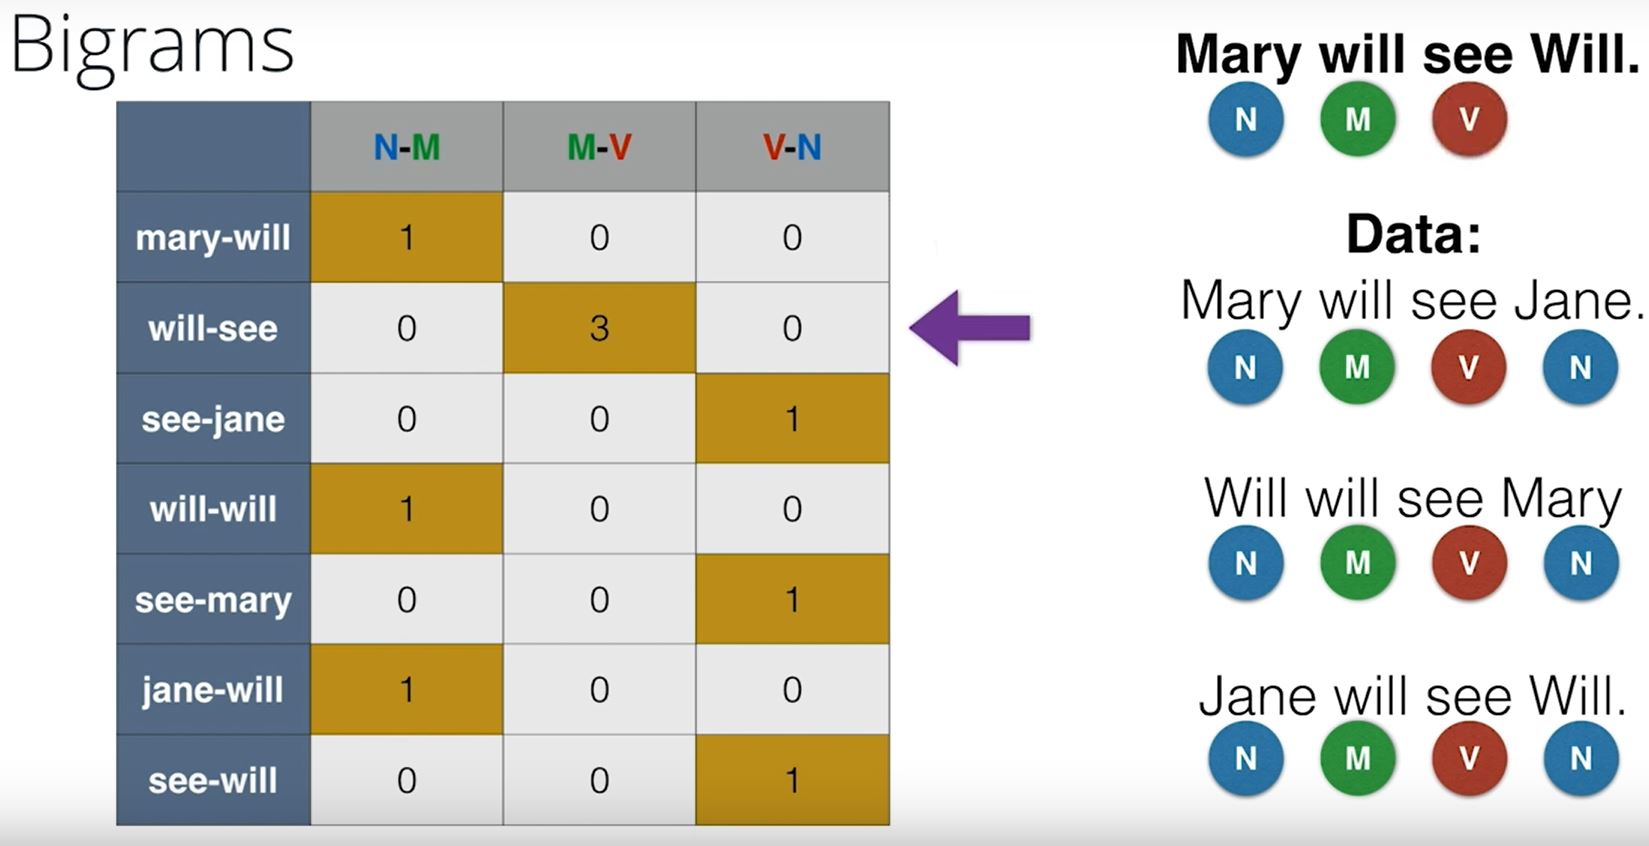 Bigrams
N-M M-V V-N
mary-will 1 0 0
will-see 0 3 0
see-jane 0 0 1
will-will 1 0 0
see-mary 0 0 1
jane-will 1 0 0
see-will 0 0 1
Mary will see Will.
N M V
Data:
Mary will see Jane.
N M V N
Will will see Mary
N M V N
Jane will see Will.
N M V N